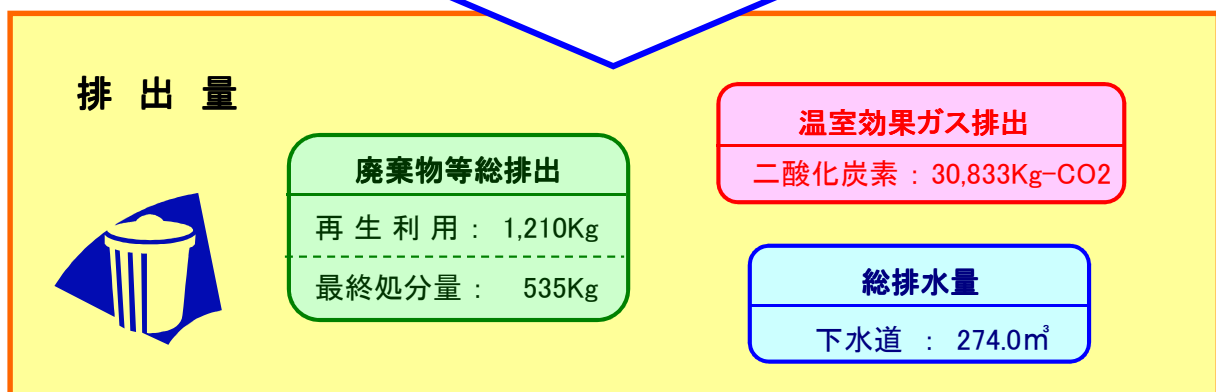 排 出 量
廃棄物等総排出
再 生 利 用 : 1,210Kg
最終処分量 : 535Kg
温室効果ガス排出
二酸化炭素 : 30,833Kg-CO2
総排水量
下水道 : 274.0㎥